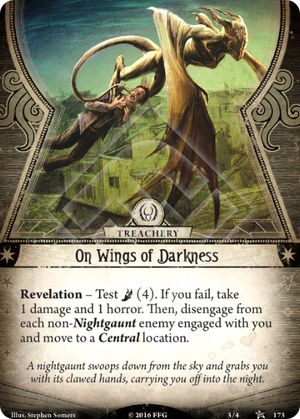 TREACHERY
On Wings of Darkness
Revelation – Test (4). If you fail, take
1 damage and 1 horror. Then, disengage from
each non-Nightgaunt enemy engaged with you
and move to a Central location.
A nightgaunt swoops down from the sky and grabs you
with its clawed hands, carrying you off into the night.
Illus. Stephen Somers © 2016 FFG 3/4 173